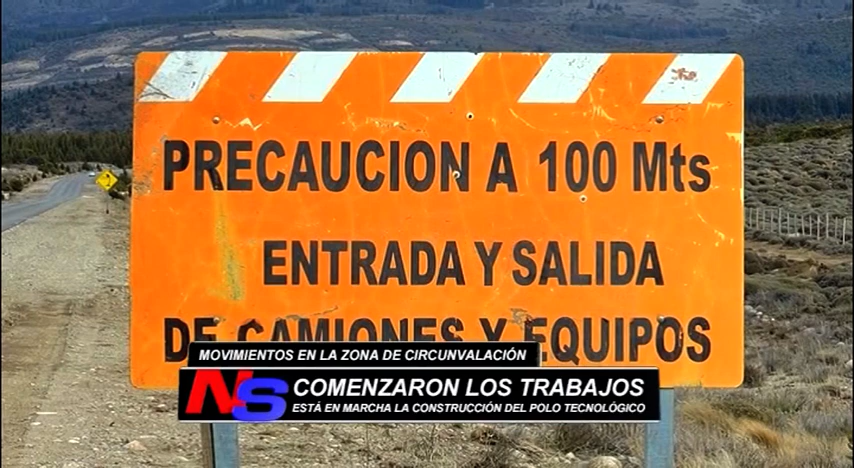 PRECAUCION A 100 Mts
ENTRADA Y SALIDA
DE CAMIONES Y EQUIPOS
MOVIMIENTOS EN LA ZONA DE CIRCUNVALACIÓN
NS
COMENZARON LOS TRABAJOS
ESTÁ EN MARCHA LA CONSTRUCCIÓN DEL POLO TECNOLÓGICO